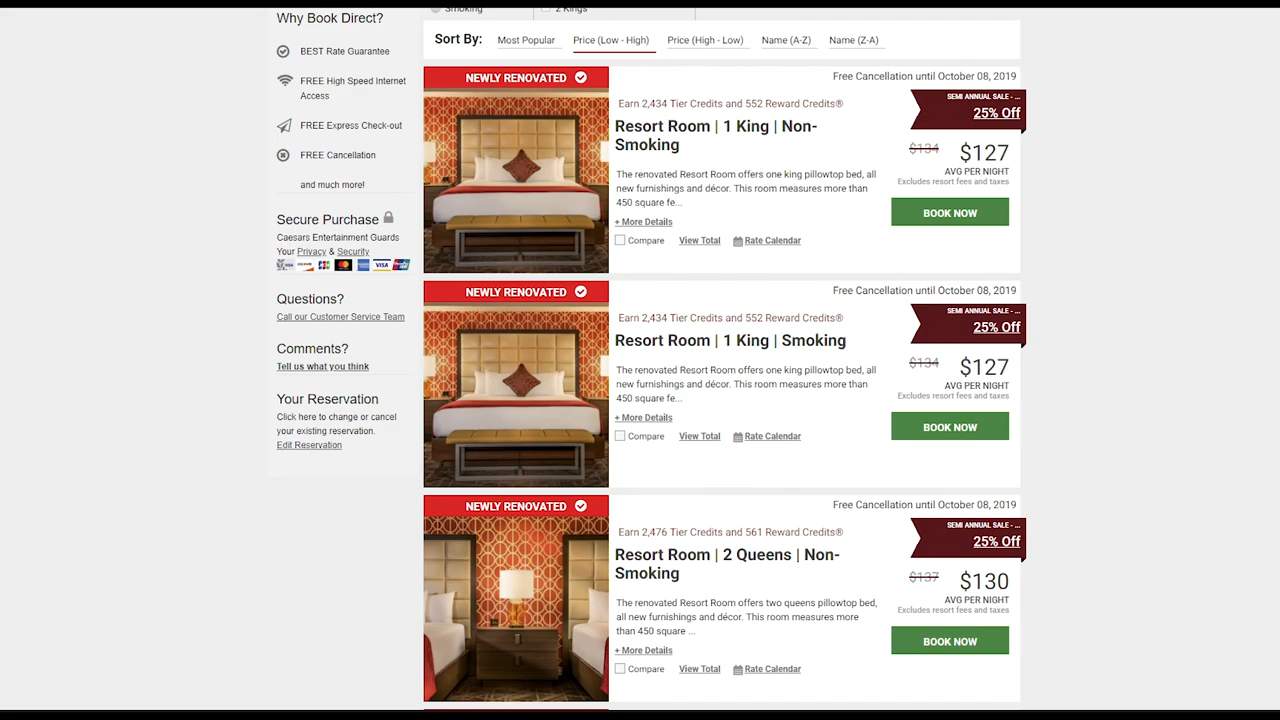 Smoking
2 Kings
Why Book Direct?
BEST Rate Guarantee
FREE High Speed Internet
Access
FREE Express Check-out
FREE Cancellation
and much more!
Secure Purchase
Caesars Entertainment Guards
Your Privacy & Security
VISA
Questions?
Call our Customer Service Team
Comments?
Tell us what you think
Your Reservation
Click here to change or cancel
your existing reservation.
Edit Reservation
Sort By: Most Popular Price (Low - High) Price (High - Low) Name (A-Z) Name (Z-A)
NEWLY RENOVATED
Free Cancellation until October 08, 2019
Earn 2,434 Tier Credits and 552 Reward Credits®
Resort Room | 1 King | Non-
Smoking
The renovated Resort Room offers one king pillowtop bed, all
new furnishings and décor. This room measures more than
450 square fe...
+ More Details
Compare View Total Rate Calendar
SEMI ANNUAL SALE - ...
25% Off
$134 $127
AVG PER NIGHT
Excludes resort fees and taxes
BOOK NOW
NEWLY RENOVATED
Free Cancellation until October 08, 2019
Earn 2,434 Tier Credits and 552 Reward Credits®
Resort Room | 1 King | Smoking
The renovated Resort Room offers one king pillowtop bed, all
new furnishings and décor. This room measures more than
450 square fe...
+ More Details
Compare View Total Rate Calendar
SEMI ANNUAL SALE - ...
25% Off
$134 $127
AVG PER NIGHT
Excludes resort fees and taxes
BOOK NOW
NEWLY RENOVATED
Free Cancellation until October 08, 2019
Earn 2,476 Tier Credits and 561 Reward Credits®
Resort Room | 2 Queens | Non-
Smoking
The renovated Resort Room offers two queens pillowtop bed,
all new furnishings and décor. This room measures more
than 450 square ...
+ More Details
Compare View Total Rate Calendar
SEMI ANNUAL SALE - ...
25% Off
$137 $130
AVG PER NIGHT
Excludes resort fees and taxes
BOOK NOW